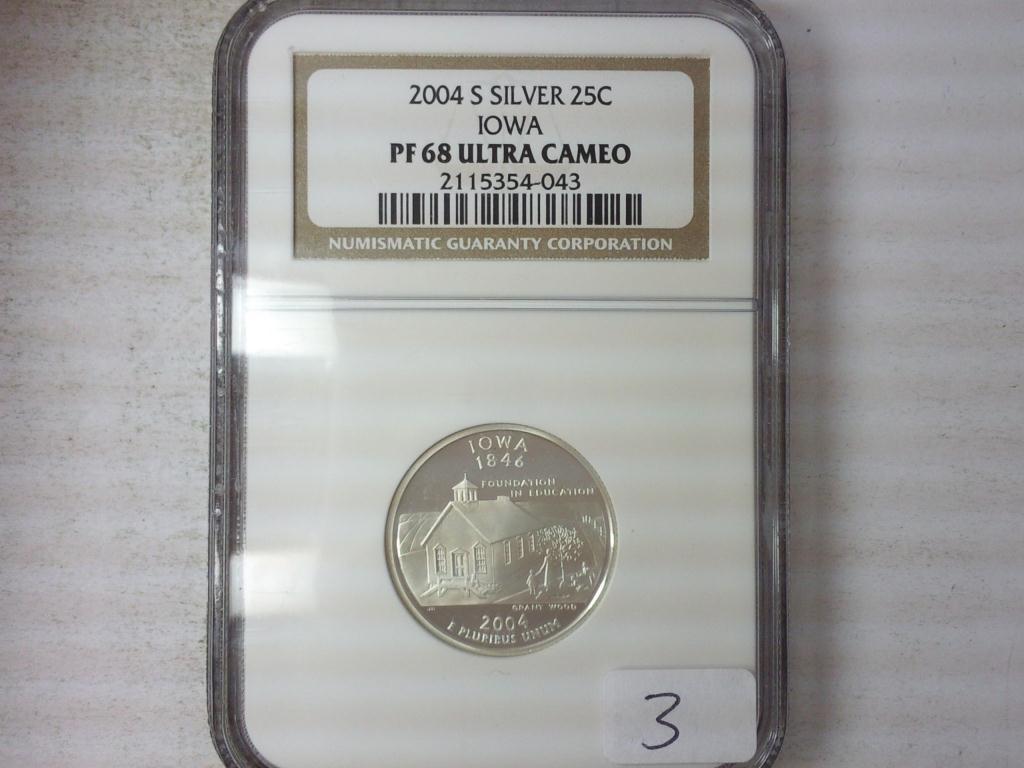 2004 S SILVER 25C
IOWA
PF 68 ULTRA CAMEO
2115354-043
NUMISMATIC GUARANTY CORPORATION
IOWA
1846
FOUNDATION
IN EDUCATION
GRANT WOOD
2004
E PLURIBUS UNUM
3